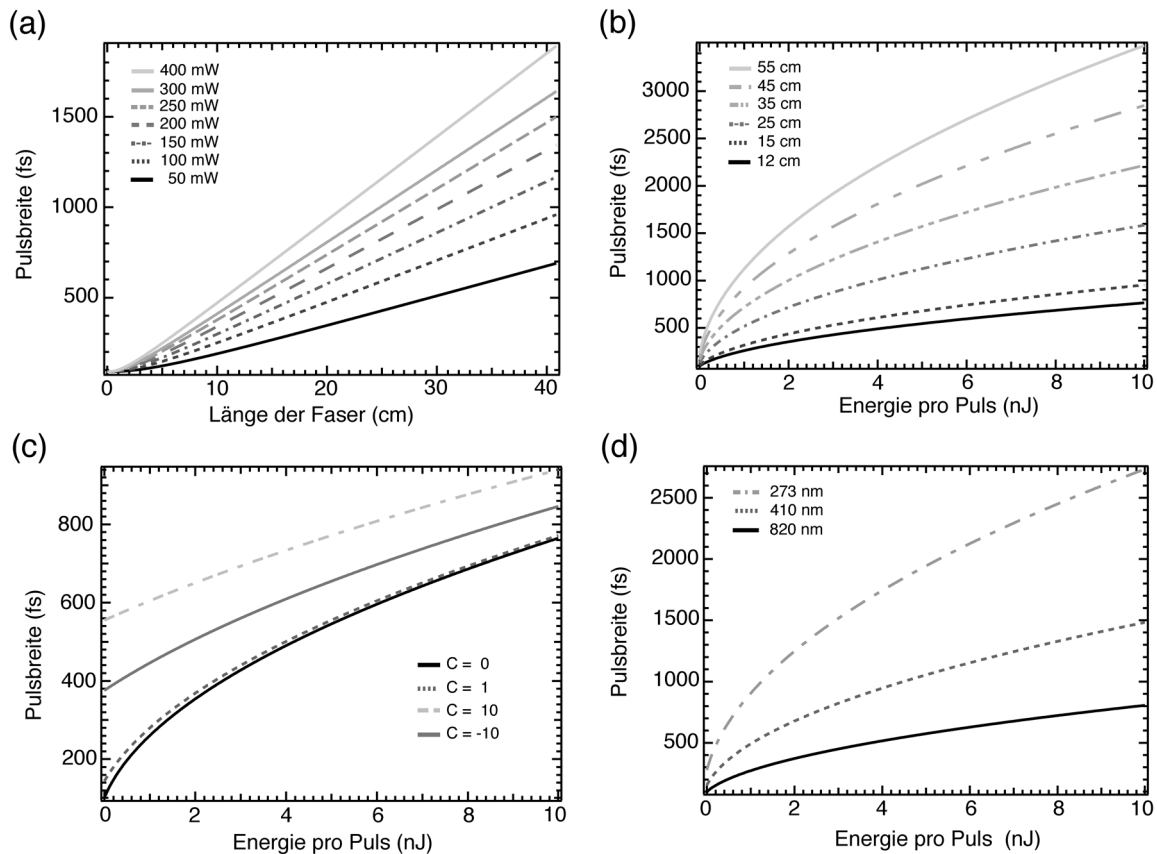 (a)
1500
1000
500
Pulsbreite (fs)
400 mW
300 mW
250 mW
200 mW
150 mW
100 mW
50 mW
0
10
20
30
40
Länge der Faser (cm)
(b)
3000
2500
2000
1500
1000
500
Pulsbreite (fs)
55 cm
45 cm
35 cm
25 cm
15 cm
12 cm
0
2
4
6
8
10
Energie pro Puls (nJ)
(c)
800
600
400
200
Pulsbreite (fs)
C = 0
C = 1
C = 10
C = -10
0
2
4
6
8
10
Energie pro Puls (nJ)
(d)
2500
2000
1500
1000
500
Pulsbreite (fs)
273 nm
410 nm
820 nm
0
2
4
6
8
10
Energie pro Puls (nJ)